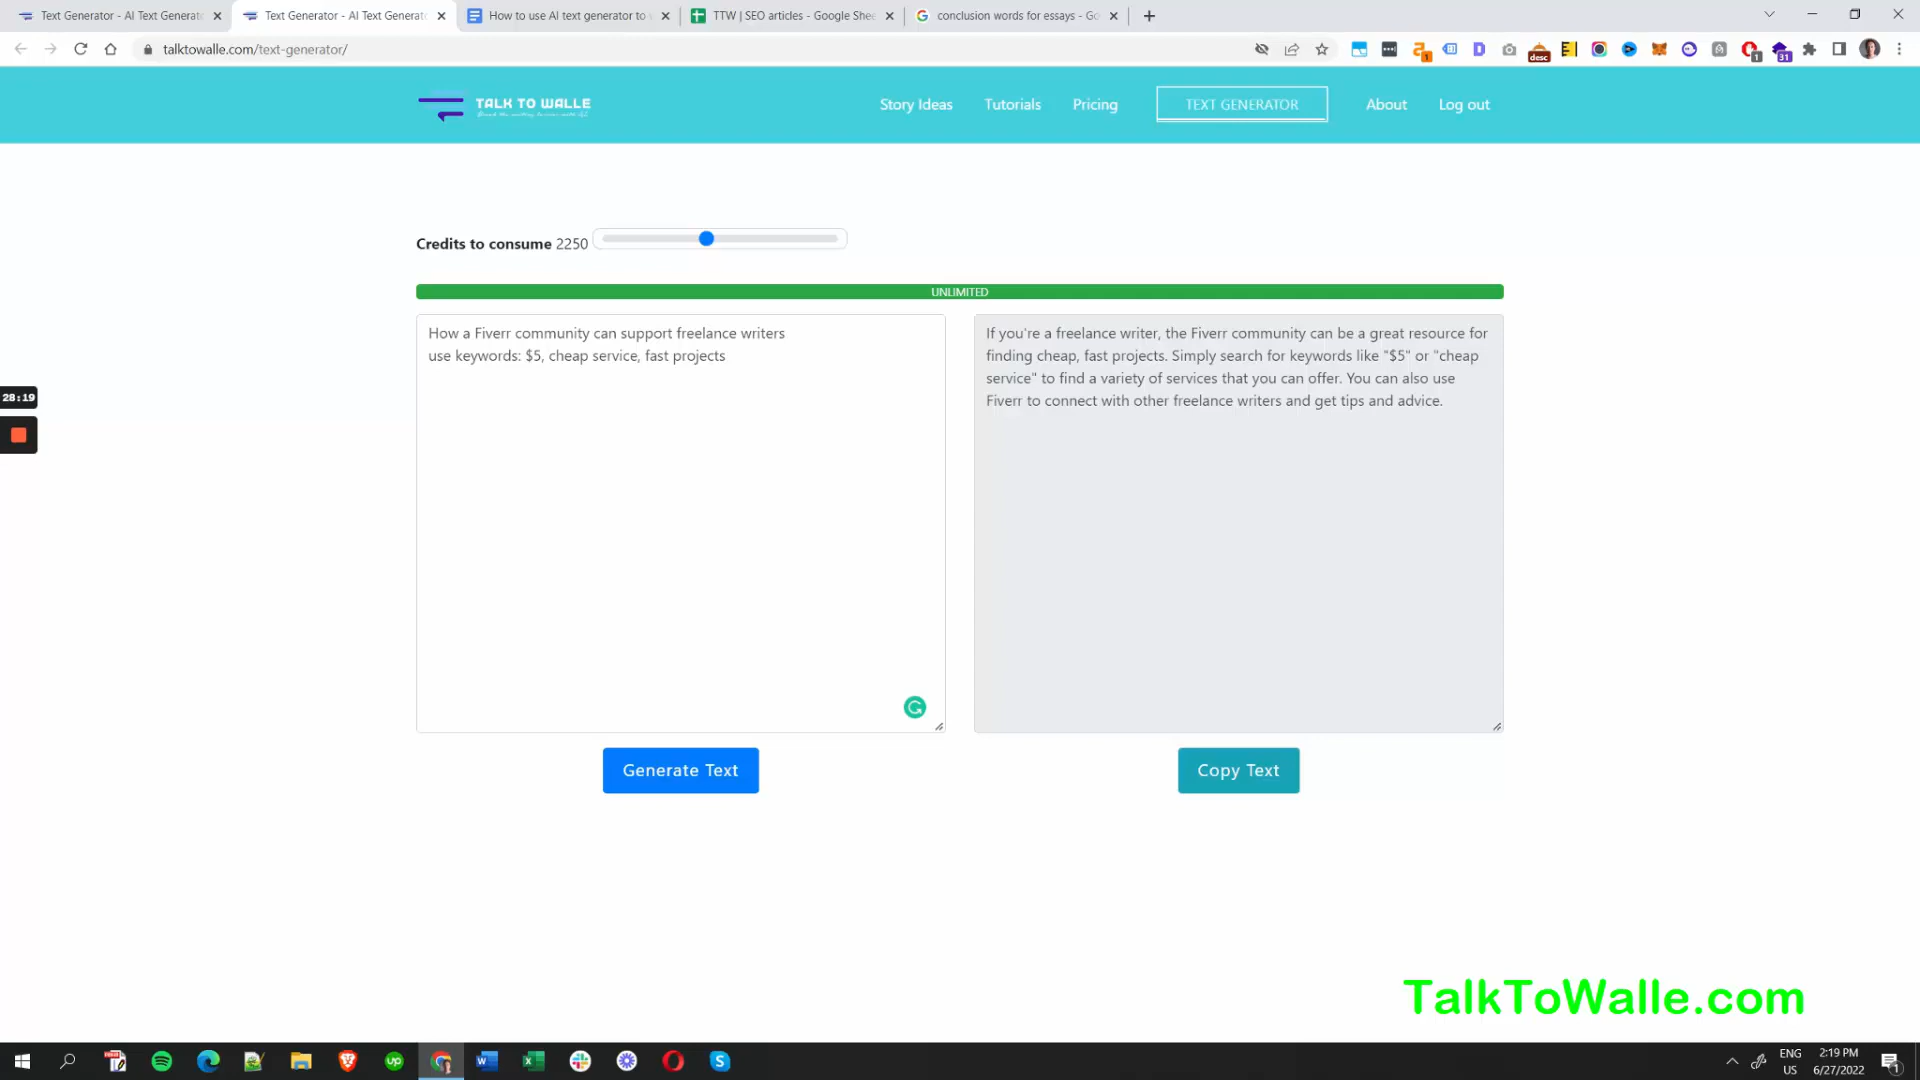 Text Generator - AI Text Generato
Text Generator - AI Text Generato
How to use AI text generator to
TTW | SEO articles - Google Shee
conclusion words for essays - Go
talktowalle.com/text-generator/
desc
1
31
TALK TO WALLE
Story Ideas
Tutorials
Pricing
TEXT GENERATOR
About
Log out
Credits to consume 2250
UNLIMITED
How a Fiverr community can support freelance writers
use keywords: $5, cheap service, fast projects
If you're a freelance writer, the Fiverr community can be a great resource for
finding cheap, fast projects. Simply search for keywords like "$5" or "cheap
service" to find a variety of services that you can offer. You can also use
Fiverr to connect with other freelance writers and get tips and advice.
28:19
Generate Text
Copy Text
TalkToWalle.com
ENG
US
2:19 PM
6/27/2022
1